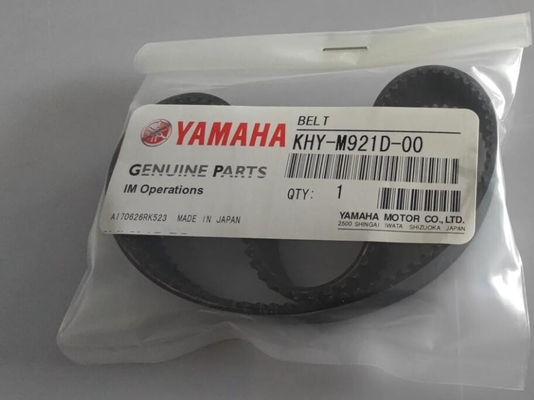 YAMAHA
GENUINE PARTS
IM Operations
A170626RK523 MADE IN JAPAN
BELT
KHY-M921D-00
QTY: 1
YAMAHA MOTOR CO., LTD.
2500 SHINGAI IWATA SHIZUOKA JAPAN